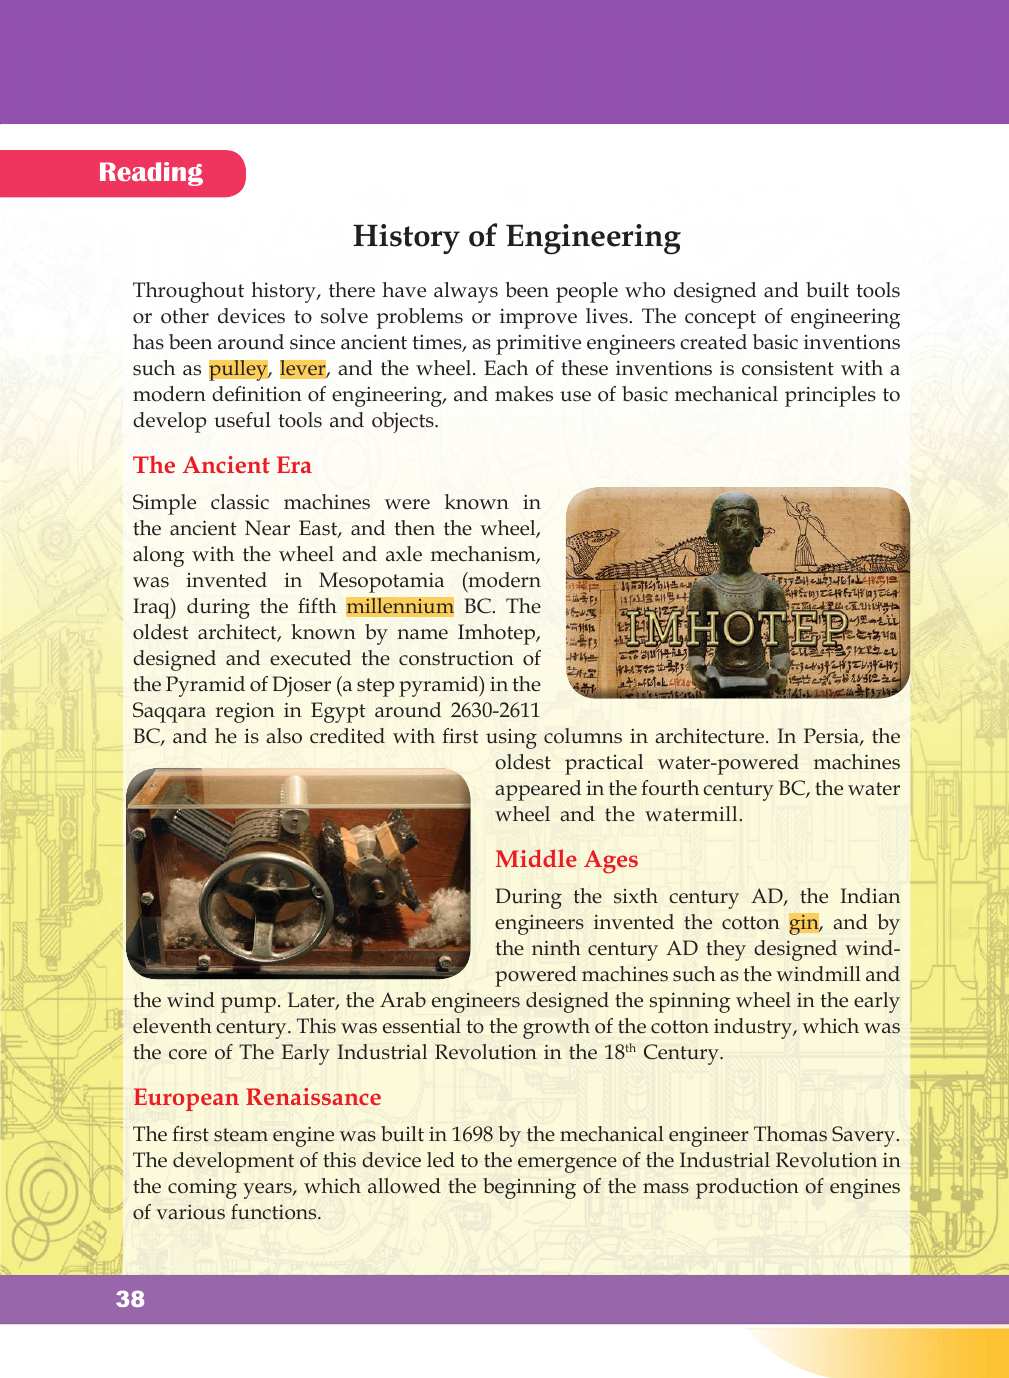 Reading
History of Engineering
Throughout history, there have always been people who designed and built tools
or other devices to solve problems or improve lives. The concept of engineering
has been around since ancient times, as primitive engineers created basic inventions
such as pulley, lever, and the wheel. Each of these inventions is consistent with a
modern definition of engineering, and makes use of basic mechanical principles to
develop useful tools and objects.
The Ancient Era
Simple classic machines were known in
the ancient Near East, and then the wheel,
along with the wheel and axle mechanism,
was invented in Mesopotamia (modern
Iraq) during the fifth millennium BC. The
oldest architect, known by name Imhotep,
designed and executed the construction of
the Pyramid of Djoser (a step pyramid) in the
Saqqara region in Egypt around 2630-2611
BC, and he is also credited with first using columns in architecture. In Persia, the
oldest practical water-powered machines
appeared in the fourth century BC, the water
wheel and the watermill.
IMHOTEP
Middle Ages
During the sixth century AD, the Indian
engineers invented the cotton gin, and by
the ninth century AD they designed wind-
powered machines such as the windmill and
the wind pump. Later, the Arab engineers designed the spinning wheel in the early
eleventh century. This was essential to the growth of the cotton industry, which was
the core of The Early Industrial Revolution in the 18th Century.
European Renaissance
The first steam engine was built in 1698 by the mechanical engineer Thomas Savery.
The development of this device led to the emergence of the Industrial Revolution in
the coming years, which allowed the beginning of the mass production of engines
of various functions.
38